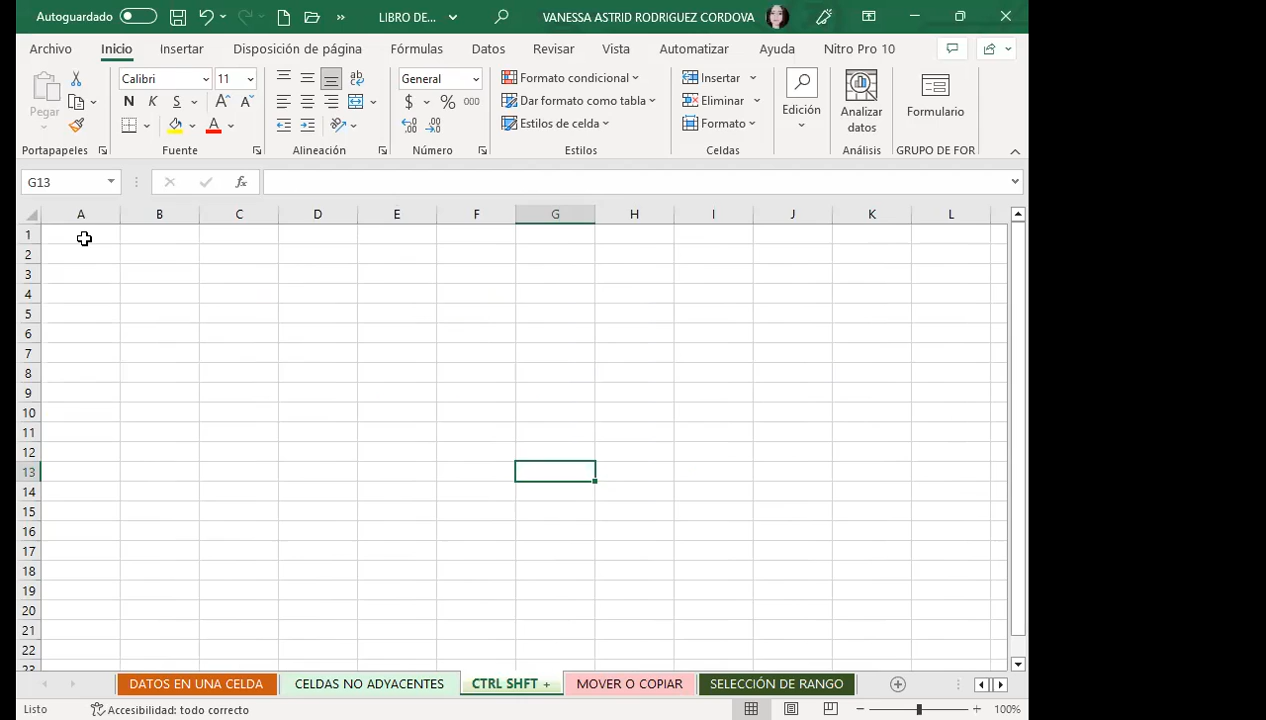 Autoguardado LIBRO DE... VANESSA ASTRID RODRIGUEZ CORDOVA
Archivo Inicio Insertar Disposición de página Fórmulas Datos Revisar Vista Automatizar Ayuda Nitro Pro 10
Pegar
Portapapeles
Calibri 11
N K S A A
A
Fuente
ab
Alineación
General
$ % 000
Número
Formato condicional
Dar formato como tabla
Estilos de celda
Estilos
Insertar
Eliminar
Formato
Celdas
Edición
Analizar
datos
Análisis
Formulario
GRUPO DE FOR
G13 fx
A B C D E F G H I J K L
1
2
3
4
5
6
7
8
9
10
11
12
13
14
15
16
17
18
19
20
21
22
23
DATOS EN UNA CELDA CELDAS NO ADYACENTES CTRL SHFT + MOVER O COPIAR SELECCIÓN DE RANGO
Listo Accesibilidad: todo correcto 100%